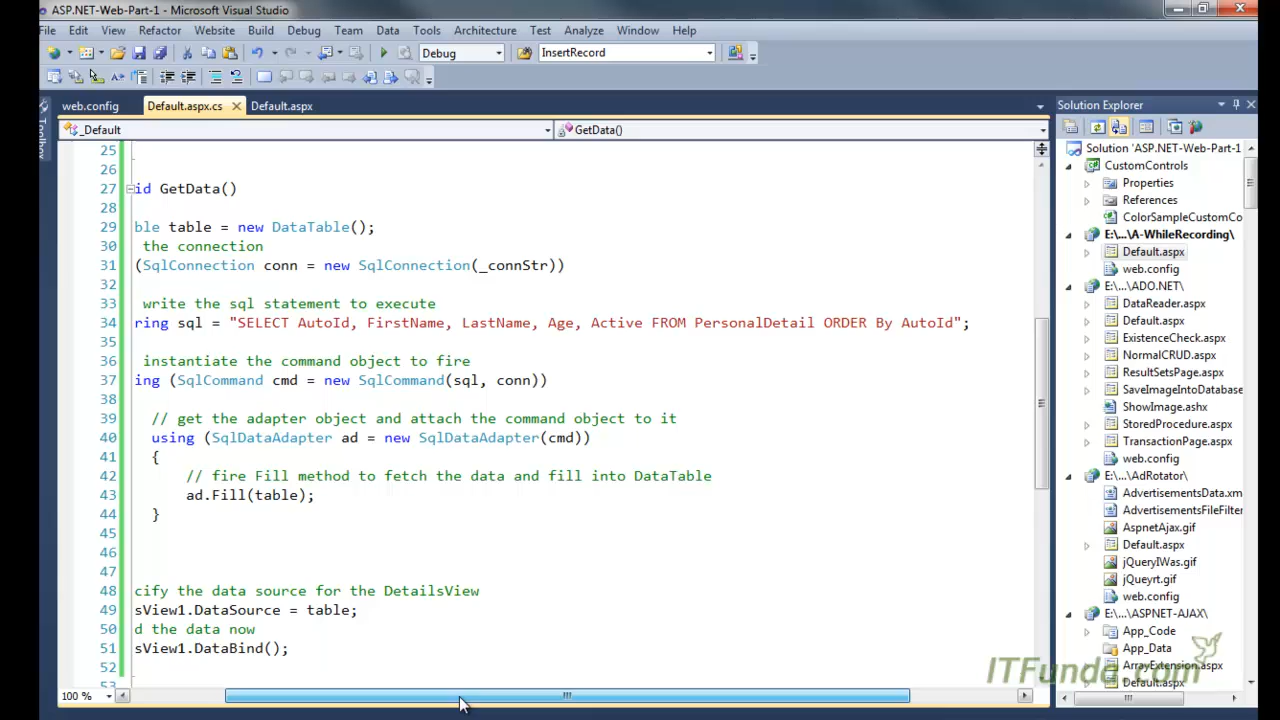 ASP.NET-Web-Part-1 - Microsoft Visual Studio
File Edit View Refactor Website Build Debug Team Data Tools Architecture Test Analyze Window Help
Debug InsertRecord
web.config Default.aspx.cs Default.aspx
_Default GetData()
Toolbox
25
26
27 id GetData()
28
29 ble table = new DataTable();
30 the connection
31 (SqlConnection conn = new SqlConnection(_connStr))
32
33 write the sql statement to execute
34 ring sql = "SELECT AutoId, FirstName, LastName, Age, Active FROM PersonalDetail ORDER By AutoId";
35
36 instantiate the command object to fire
37 ing (SqlCommand cmd = new SqlCommand(sql, conn))
38
39 // get the adapter object and attach the command object to it
40 using (SqlDataAdapter ad = new SqlDataAdapter(cmd))
41 {
42 // fire Fill method to fetch the data and fill into DataTable
43 ad.Fill(table);
44 }
45
46
47
48 cify the data source for the DetailsView
49 sView1.DataSource = table;
50 d the data now
51 sView1.DataBind();
52
53
100 %
Solution Explorer
Solution 'ASP.NET-Web-Part-1
CustomControls
Properties
References
ColorSampleCustomCo
E:\...\A-WhileRecording\
Default.aspx
web.config
E:\...\ADO.NET\
DataReader.aspx
Default.aspx
ExistenceCheck.aspx
NormalCRUD.aspx
ResultSetsPage.aspx
SaveImageIntoDatabase
ShowImage.ashx
StoredProcedure.aspx
TransactionPage.aspx
web.config
E:\...\AdRotator\
AdvertisementsData.xm
AdvertisementsFileFilter
AspnetAjax.gif
Default.aspx
jQueryIWas.gif
jQueyrt.gif
web.config
E:\...\ASPNET-AJAX\
App_Code
App_Data
ArrayExtension.aspx
Default.aspx
ITFunda.com